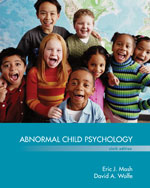 ABNORMAL CHILD PSYCHOLOGY
sixth edition
Eric J. Mash
David A. Wolfe